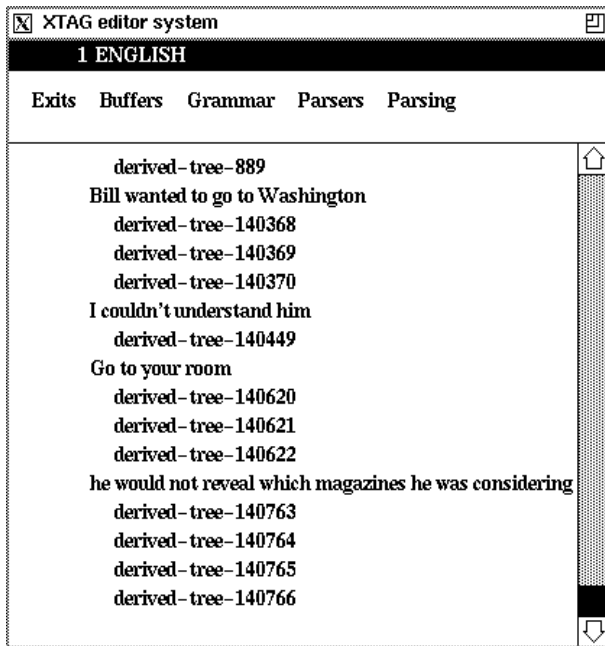 XTAG editor system
1 ENGLISH
Exits Buffers Grammar Parsers Parsing
derived-tree-889
Bill wanted to go to Washington
derived-tree-140368
derived-tree-140369
derived-tree-140370
I couldn't understand him
derived-tree-140449
Go to your room
derived-tree-140620
derived-tree-140621
derived-tree-140622
he would not reveal which magazines he was considering
derived-tree-140763
derived-tree-140764
derived-tree-140765
derived-tree-140766